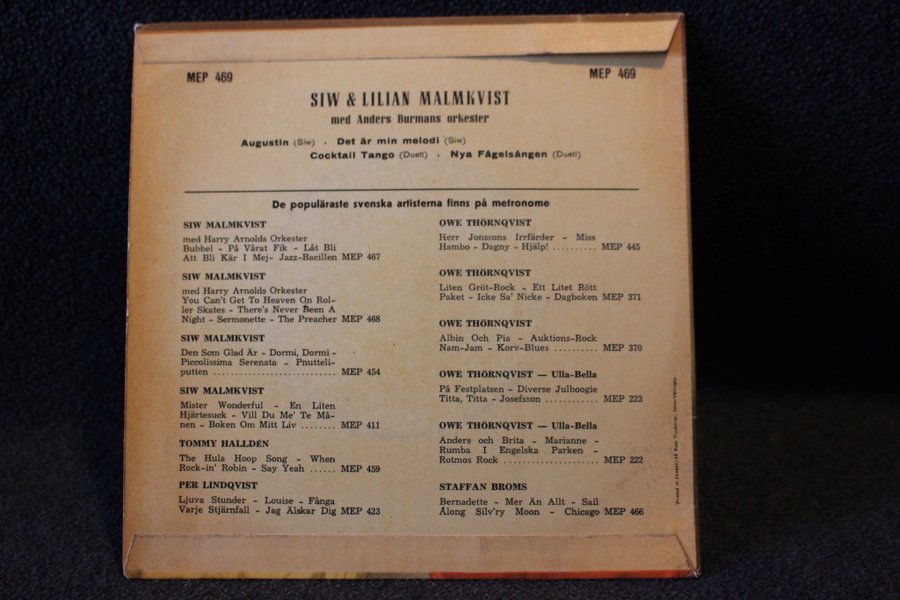 MEP 469 MEP 469
SIW & LILIAN MALMKVIST
med Anders Burmans orkester
Augustin (Siw) · Det är min melodi (Siw)
Cocktail Tango (Duett) · Nya Fågelsången (Duett)
De populäraste svenska artisterna finns på metronome
SIW MALMKVIST
med Harry Arnolds Orkester
Bubbel - På Vårat Fik - Låt Bli
Att Bli Kär I Mej- Jazz-Bacillen MEP 467
SIW MALMKVIST
med Harry Arnolds Orkester
You Can't Get To Heaven On Rol-
ler Skates - There's Never Been A
Night - Sermonette - The Preacher MEP 468
SIW MALMKVIST
Den Som Glad Är - Dormi, Dormi -
Piccolissima Serenata - Pnutteli-
putten ..................... MEP 454
SIW MALMKVIST
Mister Wonderful - En Liten
Hjärtesuck - Vill Du Me' Te Må-
nen - Boken Om Mitt Liv ........ MEP 411
TOMMY HALLDÉN
The Hula Hoop Song - When
Rock-in' Robin - Say Yeah ...... MEP 459
PER LINDQVIST
Ljuva Stunder - Louise - Fånga
Varje Stjärnfall - Jag Älskar Dig MEP 423
OWE THÖRNQVIST
Herr Jonssons Irrfärder - Miss
Hambo - Dagny - Hjälp! .......... MEP 445
OWE THÖRNQVIST
Liten Gröt-Rock - Ett Litet Rött
Paket - Icke Sa' Nicke - Dagboken MEP 371
OWE THÖRNQVIST
Albin Och Pia - Auktions-Rock
Nam-Jam - Korv-Blues .......... MEP 370
OWE THÖRNQVIST — Ulla-Bella
På Festplatsen - Diverse Julboogie
Titta, Titta - Josefsson ............ MEP 223
OWE THÖRNQVIST — Ulla-Bella
Anders och Brita - Marianne -
Rumba I Engelska Parken -
Rotmos Rock .................... MEP 222
STAFFAN BROMS
Bernadette - Mer Än Allt - Sail
Along Silv'ry Moon - Chicago MEP 466
Printed in Sweden